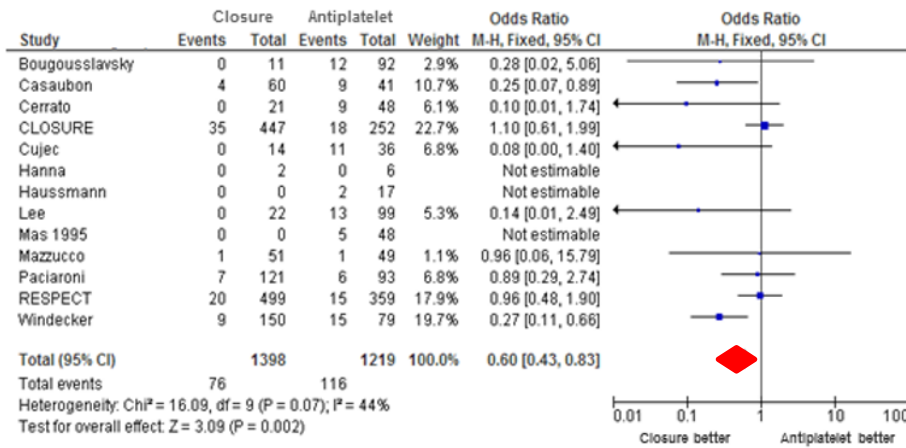 Closure Antiplatelet Odds Ratio Odds Ratio
Study Events Total Events Total Weight M-H, Fixed, 95% CI M-H, Fixed, 95% CI
Bougousslavsky 0 11 12 92 2.9% 0.28 [0.02, 5.06]
Casaubon 4 60 9 41 10.7% 0.25 [0.07, 0.89]
Cerrato 0 21 9 48 6.1% 0.10 [0.01, 1.74]
CLOSURE 35 447 18 252 22.7% 1.10 [0.61, 1.99]
Cujec 0 14 11 36 6.8% 0.08 [0.00, 1.40]
Hanna 0 2 0 6 Not estimable
Haussmann 0 0 2 17 Not estimable
Lee 0 22 13 99 5.3% 0.14 [0.01, 2.49]
Mas 1995 0 0 5 48 Not estimable
Mazzucco 1 51 1 49 1.1% 0.96 [0.06, 15.79]
Paciaroni 7 121 6 93 6.8% 0.89 [0.29, 2.74]
RESPECT 20 499 15 359 17.9% 0.96 [0.48, 1.90]
Windecker 9 150 15 79 19.7% 0.27 [0.11, 0.66]
Total (95% CI) 1398 1219 100.0% 0.60 [0.43, 0.83]
Total events 76 116
Heterogeneity: Chi² = 16.09, df = 9 (P = 0.07); I² = 44%
Test for overall effect: Z = 3.09 (P = 0.002)
0.01 0.1 1 10 100
Closure better Antiplatelet better